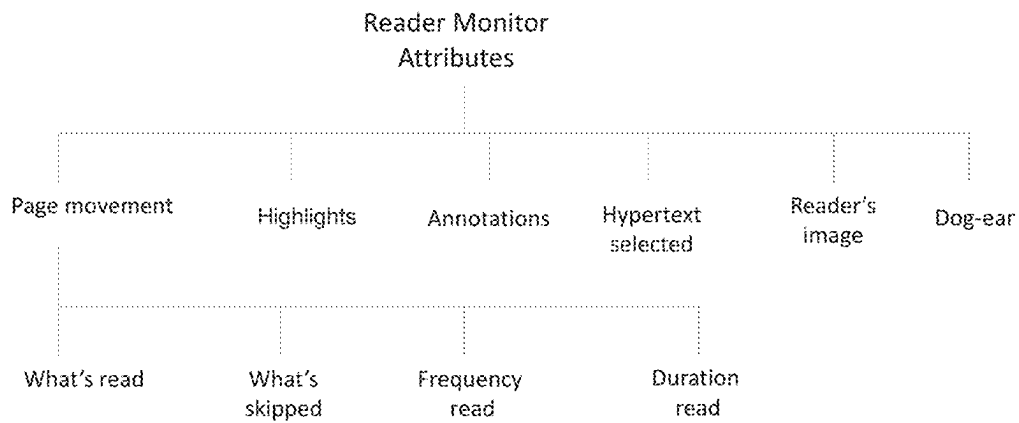 Reader Monitor
Attributes
Page movement
Highlights
Annotations
Hypertext
selected
Reader's
image
Dog-ear
What's read
What's
skipped
Frequency
read
Duration
read